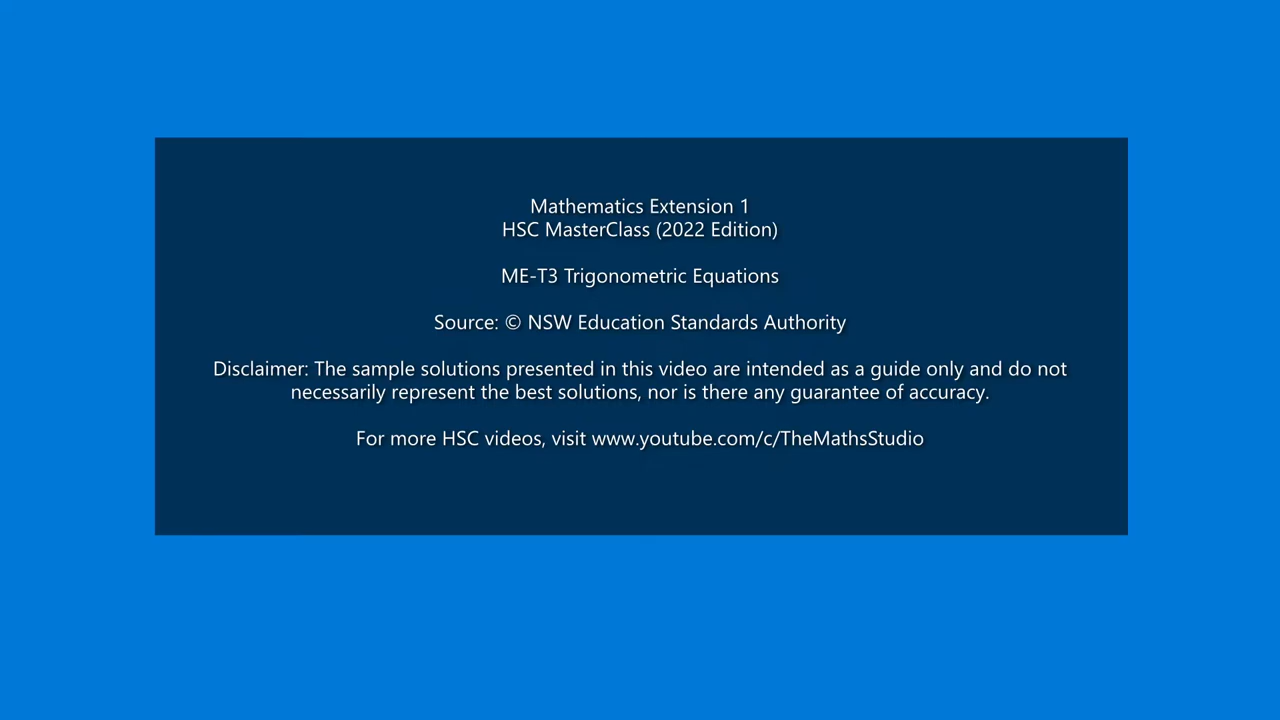 Mathematics Extension 1
HSC MasterClass (2022 Edition)
ME-T3 Trigonometric Equations
Source: © NSW Education Standards Authority
Disclaimer: The sample solutions presented in this video are intended as a guide only and do not
necessarily represent the best solutions, nor is there any guarantee of accuracy.
For more HSC videos, visit www.youtube.com/c/TheMathsStudio